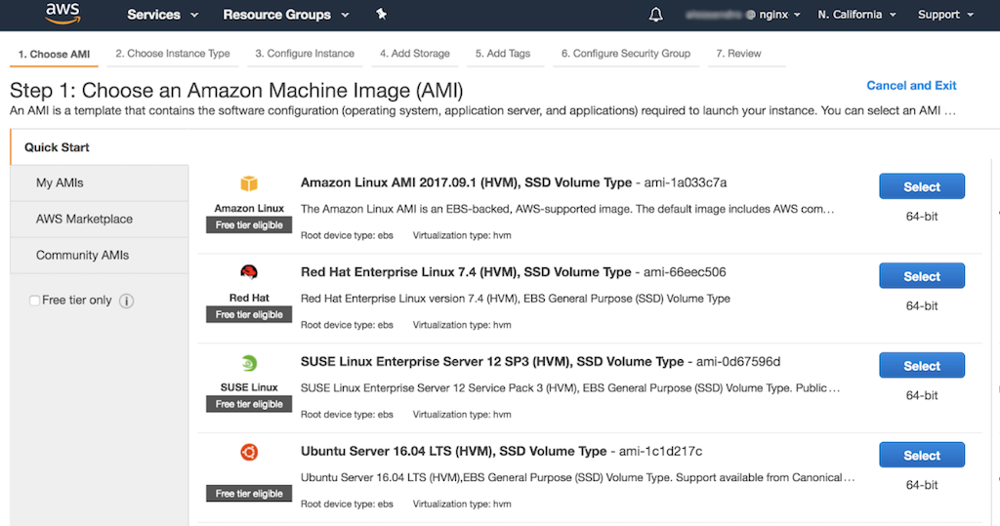 aws
Services
Resource Groups
@ nginx
N. California
Support
1. Choose AMI
2. Choose Instance Type
3. Configure Instance
4. Add Storage
5. Add Tags
6. Configure Security Group
7. Review
Step 1: Choose an Amazon Machine Image (AMI)
Cancel and Exit
An AMI is a template that contains the software configuration (operating system, application server, and applications) required to launch your instance. You can select an AMI ...
Quick Start
My AMIs
AWS Marketplace
Community AMIs
Free tier only
Amazon Linux
Free tier eligible
Amazon Linux AMI 2017.09.1 (HVM), SSD Volume Type - ami-1a033c7a
The Amazon Linux AMI is an EBS-backed, AWS-supported image. The default image includes AWS com...
Root device type: ebs Virtualization type: hvm
Select
64-bit
Red Hat
Free tier eligible
Red Hat Enterprise Linux 7.4 (HVM), SSD Volume Type - ami-66eec506
Red Hat Enterprise Linux version 7.4 (HVM), EBS General Purpose (SSD) Volume Type
Root device type: ebs Virtualization type: hvm
Select
64-bit
SUSE Linux
Free tier eligible
SUSE Linux Enterprise Server 12 SP3 (HVM), SSD Volume Type - ami-0d67596d
SUSE Linux Enterprise Server 12 Service Pack 3 (HVM), EBS General Purpose (SSD) Volume Type. Public...
Root device type: ebs Virtualization type: hvm
Select
64-bit
Free tier eligible
Ubuntu Server 16.04 LTS (HVM), SSD Volume Type - ami-1c1d217c
Ubuntu Server 16.04 LTS (HVM),EBS General Purpose (SSD) Volume Type. Support available from Canonical...
Root device type: ebs Virtualization type: hvm
Select
64-bit